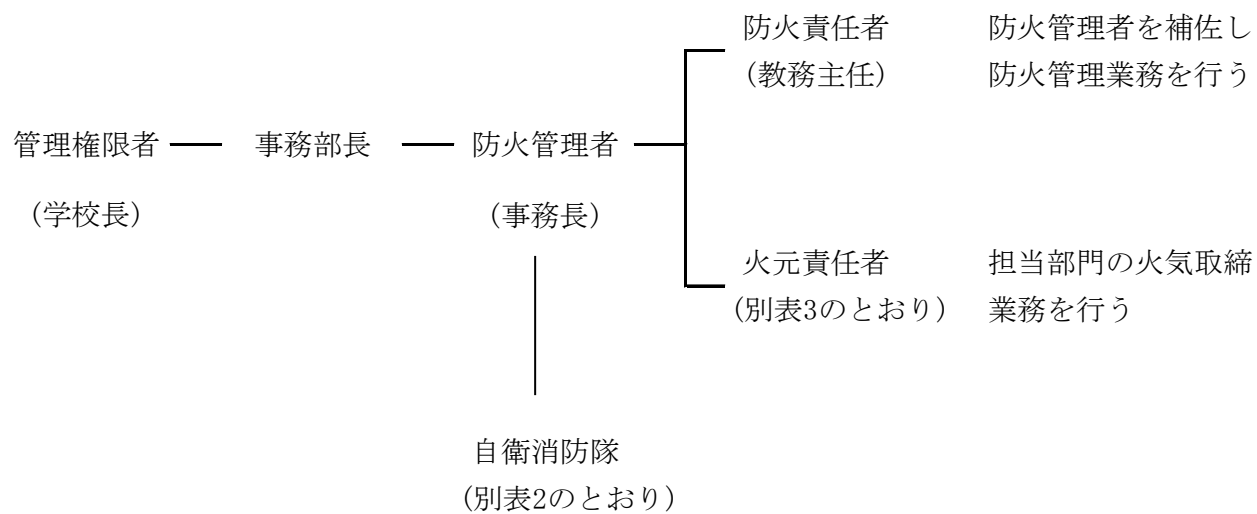 防火責任者 防火管理者を補佐し
(教務主任) 防火管理業務を行う
管理権限者 事務部長 防火管理者
(学校長) (事務長)
火元責任者 担当部門の火気取締
(別表3のとおり) 業務を行う
自衛消防隊
(別表2のとおり)